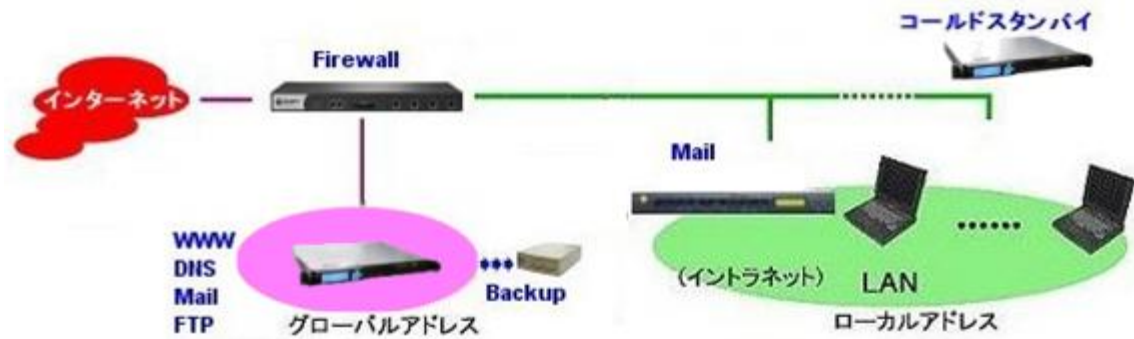 コールドスタンバイ
Firewall
インターネット
Mail
WWW
DNS
Mail
FTP
Backup
グローバルアドレス
(イントラネット) LAN
ローカルアドレス